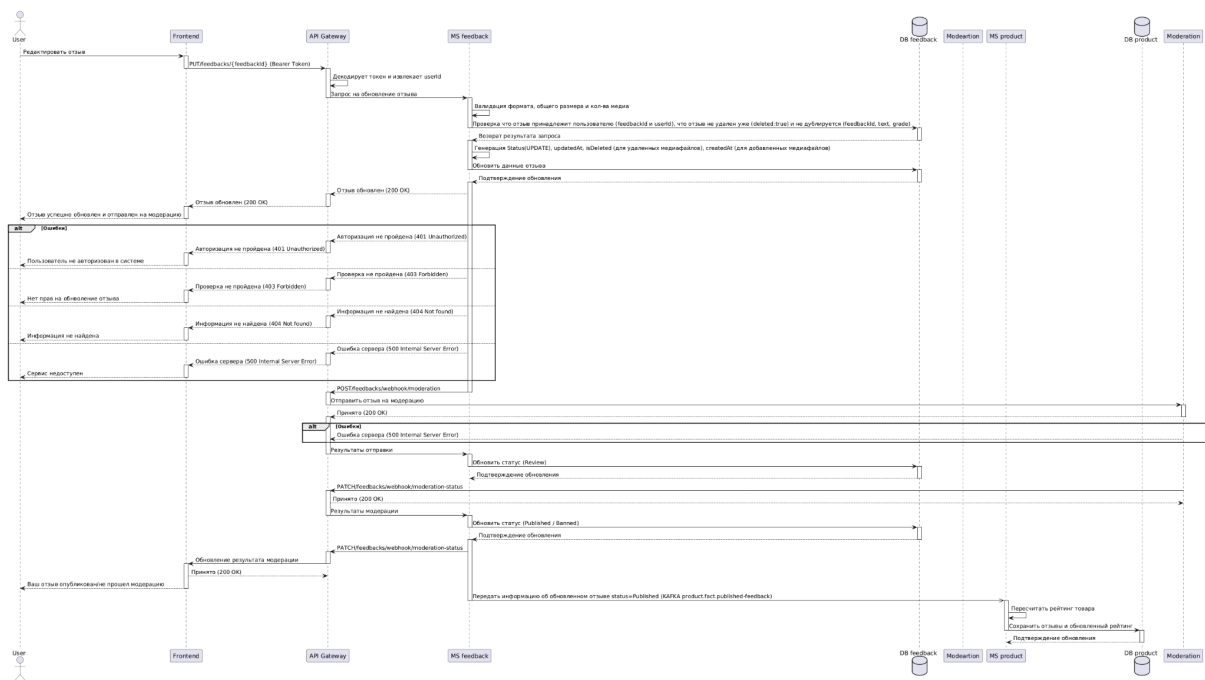 User
Frontend
API Gateway
MS feedback
DB feedback
Modeartion
MS product
DB product
Moderation
Редактировать отзыв
PUT/feedbacks/{feedbackId} (Bearer Token)
Декодирует токен и извлекает userId
Запрос на обновление отзыва
Валидация формата, общего размера и кол-ва медиа
Проверка что отзыв принадлежит пользователю (feedbackId и userId), что отзыв не удален уже (deleted:true) и не дублируется (feedbackId, text, grade)
Возврат результата запроса
Генерация Status(UPDATE), updatedAt, isDeleted (для удаленных медиафайлов), createdAt (для добавленных медиафайлов)
Обновить данные отзыва
Подтверждение обновления
Отзыв обновлен (200 OK)
Отзыв обновлен (200 OK)
Отзыв успешно обновлен и отправлен на модерацию
alt [Ошибки]
Авторизация не пройдена (401 Unauthorized)
Авторизация не пройдена (401 Unauthorized)
Пользователь не авторизован в системе
Проверка не пройдена (403 Forbidden)
Проверка не пройдена (403 Forbidden)
Нет прав на обновление отзыва
Информация не найдена (404 Not found)
Информация не найдена (404 Not found)
Информация не найдена
Ошибка сервера (500 Internal Server Error)
Ошибка сервера (500 Internal Server Error)
Сервис недоступен
POST/feedbacks/webhook/moderation
Отправить отзыв на модерацию
Принято (200 OK)
alt [Ошибки]
Ошибка сервера (500 Internal Server Error)
Результаты отправки
Обновить статус (Review)
Подтверждение обновления
PATCH/feedbacks/webhook/moderation-status
Принято (200 OK)
Результаты модерации
Обновить статус (Published / Banned)
Подтверждение обновления
PATCH/feedbacks/webhook/moderation-status
Обновление результата модерации
Принято (200 OK)
Ваш отзыв опубликован/не прошел модерацию
Передать информацию об обновленном отзыве status=Published (KAFKA product.fact.published-feedback)
Пересчитать рейтинг товара
Сохранить отзывы и обновленный рейтинг
Подтверждение обновления
User
Frontend
API Gateway
MS feedback
DB feedback
Modeartion
MS product
DB product
Moderation